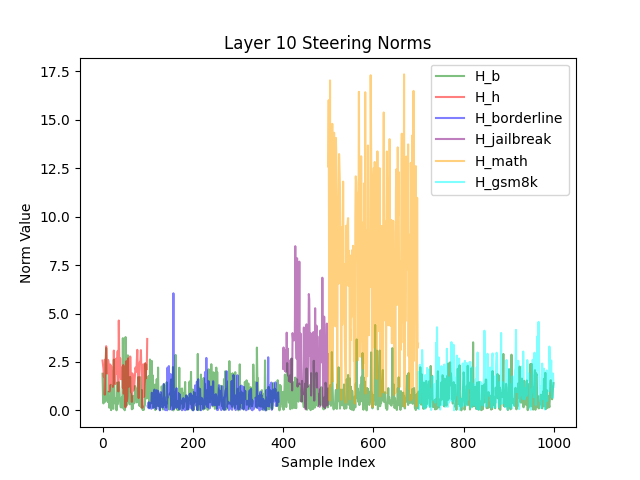 Layer 10 Steering Norms
17.5
15.0
12.5
10.0
7.5
5.0
2.5
0.0
Norm Value
H_b
H_h
H_borderline
H_jailbreak
H_math
H_gsm8k
0 200 400 600 800 1000
Sample Index